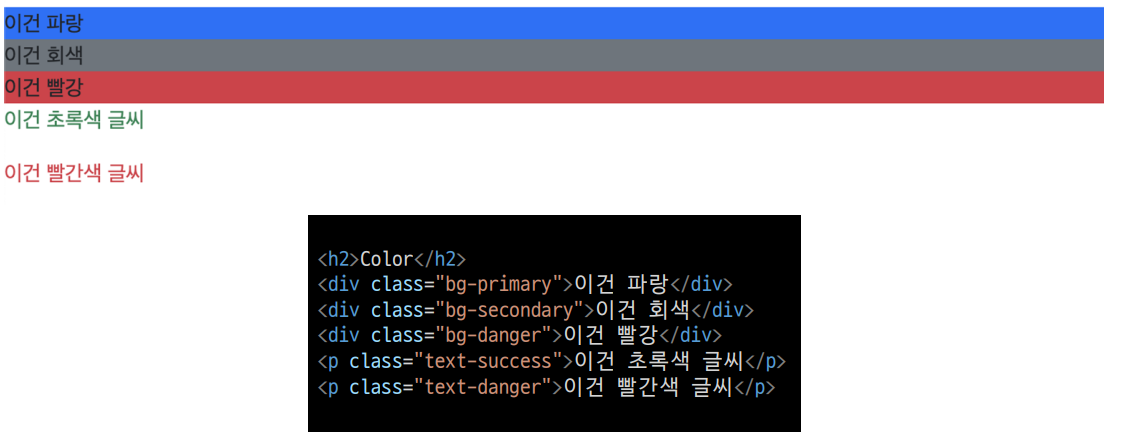 이건 파랑
이건 회색
이건 빨강
이건 초록색 글씨
이건 빨간색 글씨
<h2>Color</h2>
<div class="bg-primary">이건 파랑</div>
<div class="bg-secondary">이건 회색</div>
<div class="bg-danger">이건 빨강</div>
<p class="text-success">이건 초록색 글씨</p>
<p class="text-danger">이건 빨간색 글씨</p>